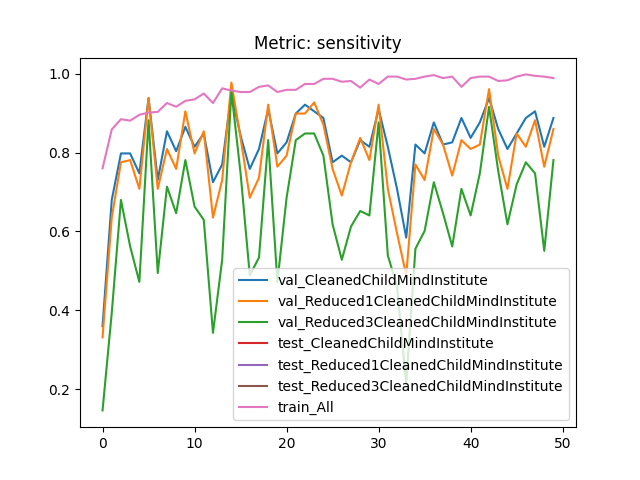 Metric: sensitivity
1.0
0.8
0.6
0.4
0.2
0
10
20
30
40
50
val_CleanedChildMindInstitute
val_Reduced1CleanedChildMindInstitute
val_Reduced3CleanedChildMindInstitute
test_CleanedChildMindInstitute
test_Reduced1CleanedChildMindInstitute
test_Reduced3CleanedChildMindInstitute
train_All